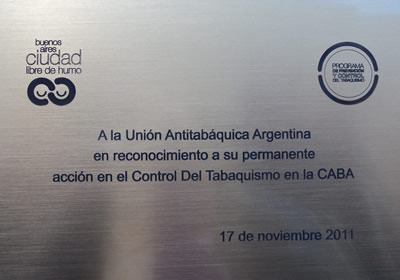 buenos
aires
ciudad
libre de humo
PROGRAMA
DE PREVENCIÓN
Y CONTROL
DEL TABAQUISMO
A la Unión Antitabáquica Argentina
en reconocimiento a su permanente
acción en el Control Del Tabaquismo en la CABA
17 de noviembre 2011